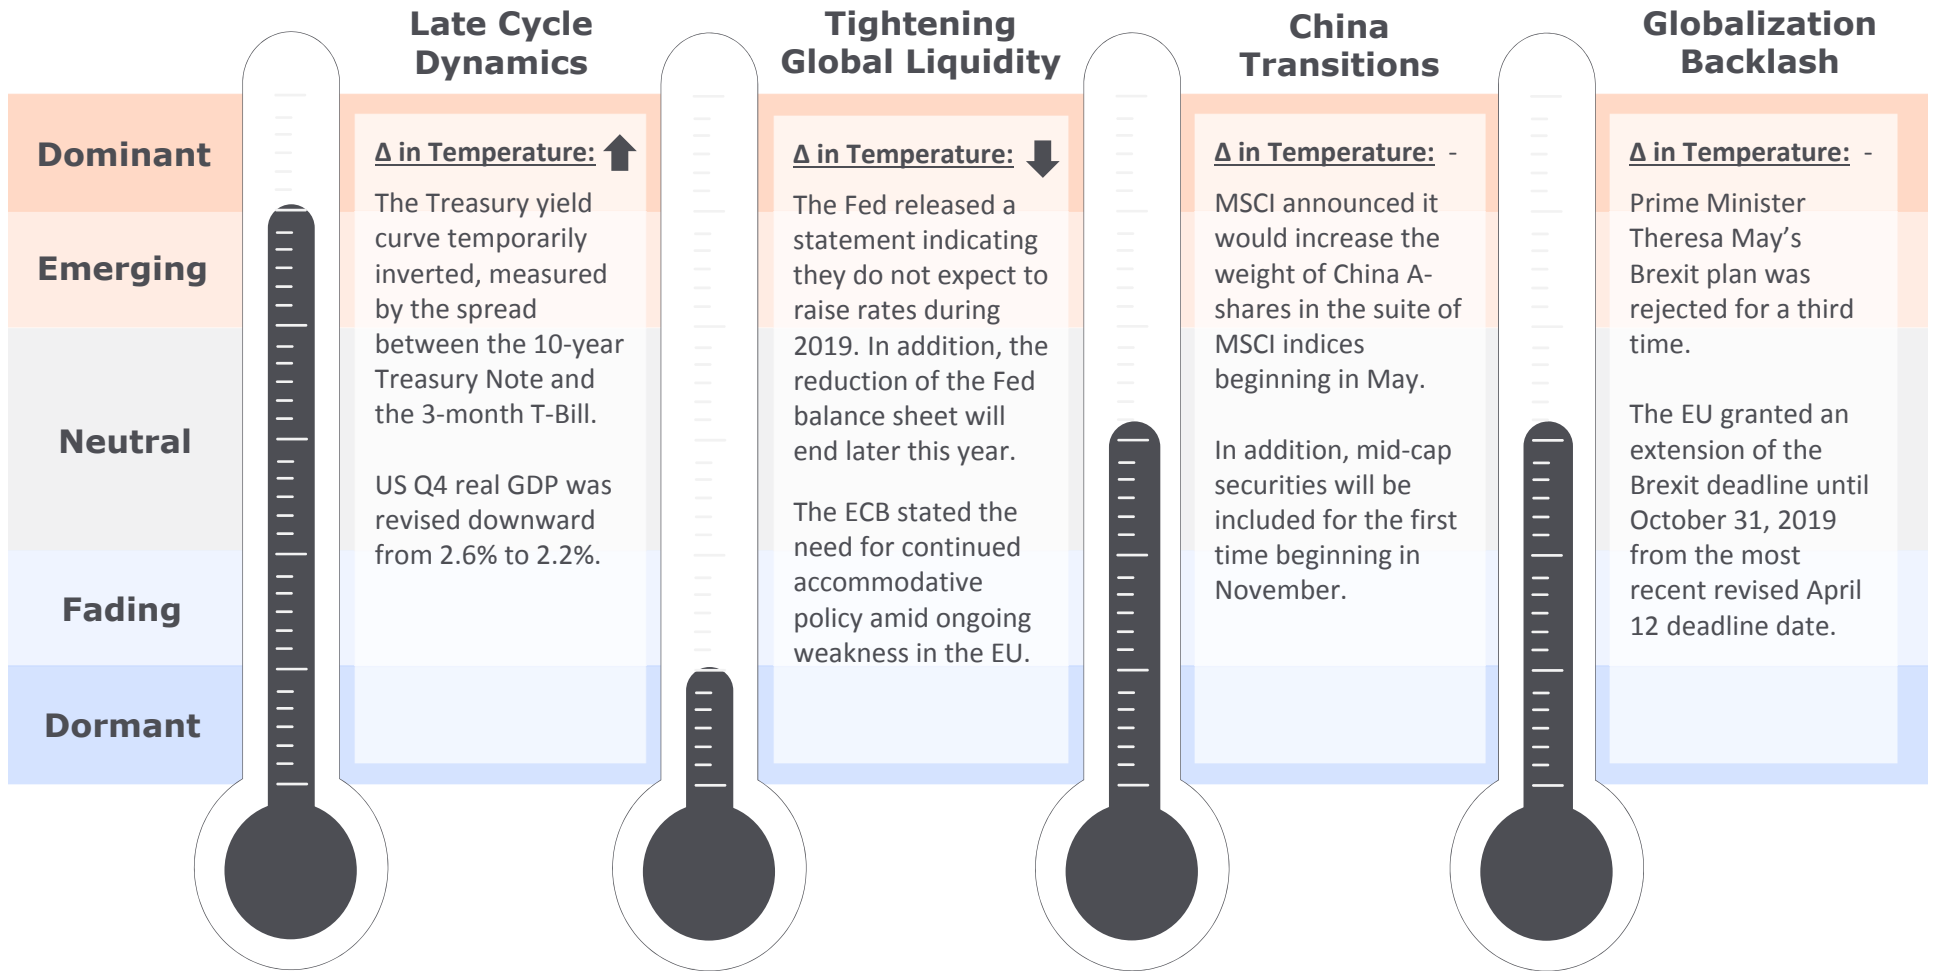 Late Cycle
Dynamics
Tightening
Global Liquidity
China
Transitions
Globalization
Backlash
Dominant
Emerging
Neutral
Fading
Dormant
Δ in Temperature:
The Treasury yield
curve temporarily
inverted, measured
by the spread
between the 10-year
Treasury Note and
the 3-month T-Bill.
US Q4 real GDP was
revised downward
from 2.6% to 2.2%.
Δ in Temperature:
The Fed released a
statement indicating
they do not expect to
raise rates during
2019. In addition, the
reduction of the Fed
balance sheet will
end later this year.
The ECB stated the
need for continued
accommodative
policy amid ongoing
weakness in the EU.
Δ in Temperature: -
MSCI announced it
would increase the
weight of China A-
shares in the suite of
MSCI indices
beginning in May.
In addition, mid-cap
securities will be
included for the first
time beginning in
November.
Δ in Temperature: -
Prime Minister
Theresa May’s
Brexit plan was
rejected for a third
time.
The EU granted an
extension of the
Brexit deadline until
October 31, 2019
from the most
recent revised April
12 deadline date.